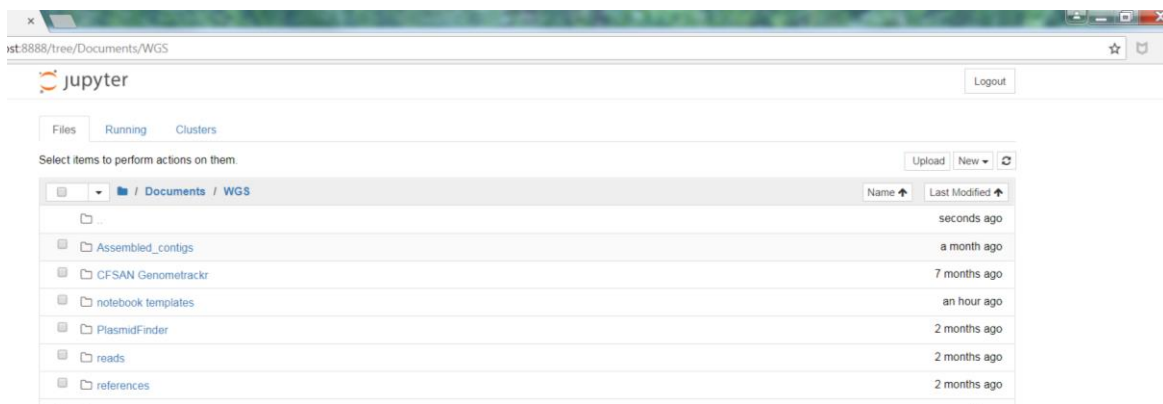 ost:8888/tree/Documents/WGS
jupyter
Logout
Files Running Clusters
Select items to perform actions on them.
Upload New
/ Documents / WGS
Name Last Modified
.. seconds ago
Assembled_contigs a month ago
CFSAN Genometrackr 7 months ago
notebook templates an hour ago
PlasmidFinder 2 months ago
reads 2 months ago
references 2 months ago